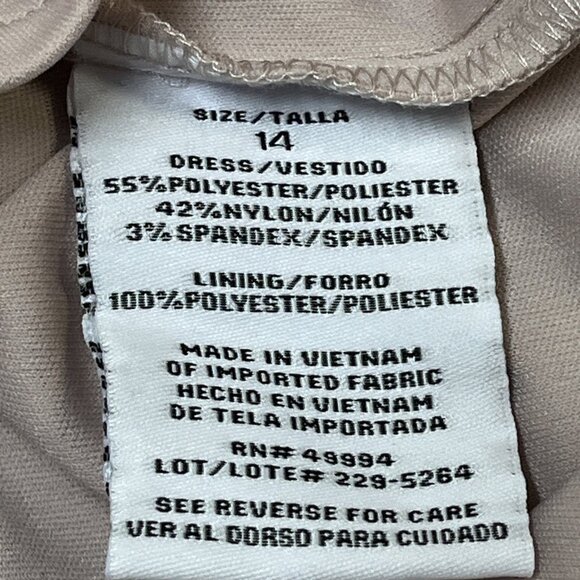 SIZE/TALLA
14
DRESS/VESTIDO
55%POLYESTER/POLIESTER
42%NYLON/NILÓN
3%SPANDEX/SPANDEX
LINING/FORRO
100%POLYESTER/POLIESTER
MADE IN VIETNAM
OF IMPORTED FABRIC
HECHO EN VIETNAM
DE TELA IMPORTADA
RN# 49994
LOT/LOTE# 229-5264
SEE REVERSE FOR CARE
VER AL DORSO PARA CUIDADO